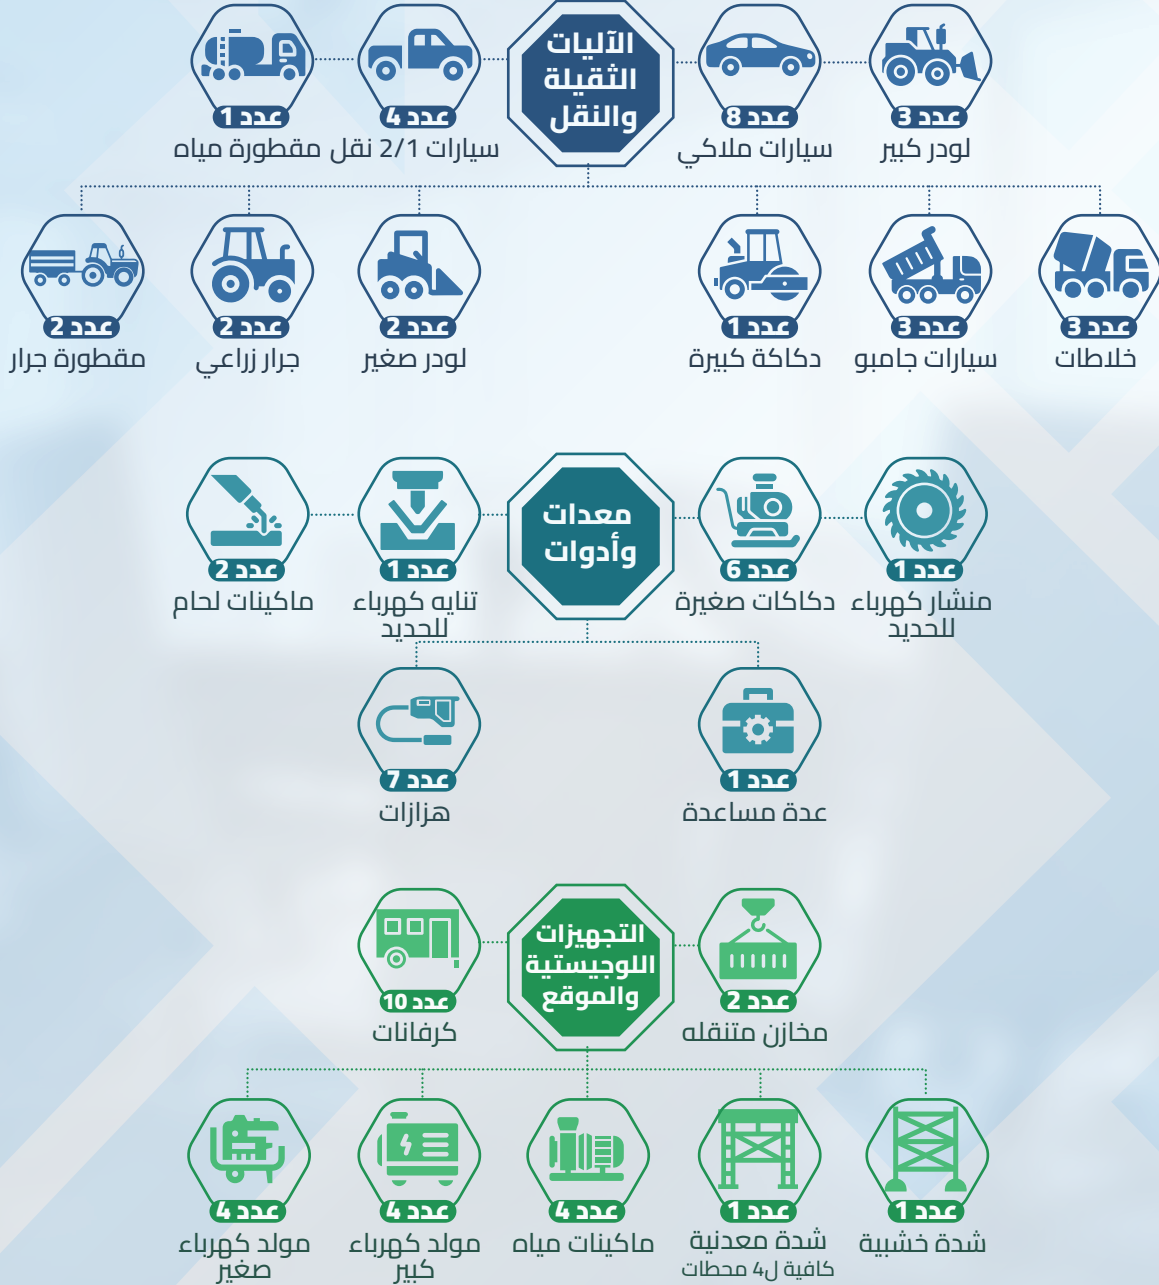 الآليات
الثقيلة
والنقل
عدد 3
لودر كبير
عدد 8
سيارات ملاكي
عدد 4
سيارات 2/1 نقل
عدد 1
مقطورة مياه
عدد 3
خلاطات
عدد 3
سيارات جامبو
عدد 1
دكاكة كبيرة
عدد 2
لودر صغير
عدد 2
جرار زراعي
عدد 2
مقطورة جرار
معدات
وأدوات
عدد 1
منشار كهرباء
للحديد
عدد 6
دكاكات صغيرة
عدد 1
تنايه كهرباء
للحديد
عدد 2
ماكينات لحام
عدد 1
عدة مساعدة
عدد 7
هزازات
التجهيزات
اللوجيستية
والموقع
عدد 2
مخازن متنقله
عدد 10
كرفانات
عدد 1
شدة خشبية
عدد 1
شدة معدنية
كافية ل4 محطات
عدد 4
ماكينات مياه
عدد 4
مولد كهرباء
كبير
عدد 4
مولد كهرباء
صغير